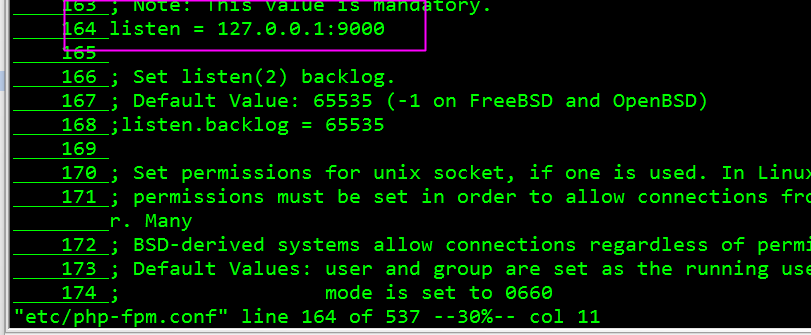 163 ; Note: This value is mandatory.
164 listen = 127.0.0.1:9000
165
166 ; Set listen(2) backlog.
167 ; Default Value: 65535 (-1 on FreeBSD and OpenBSD)
168 ;listen.backlog = 65535
169
170 ; Set permissions for unix socket, if one is used. In Linux
171 ; permissions must be set in order to allow connections fro
r. Many
172 ; BSD-derived systems allow connections regardless of permi
173 ; Default Values: user and group are set as the running use
174 ; mode is set to 0660
"etc/php-fpm.conf" line 164 of 537 --30%-- col 11